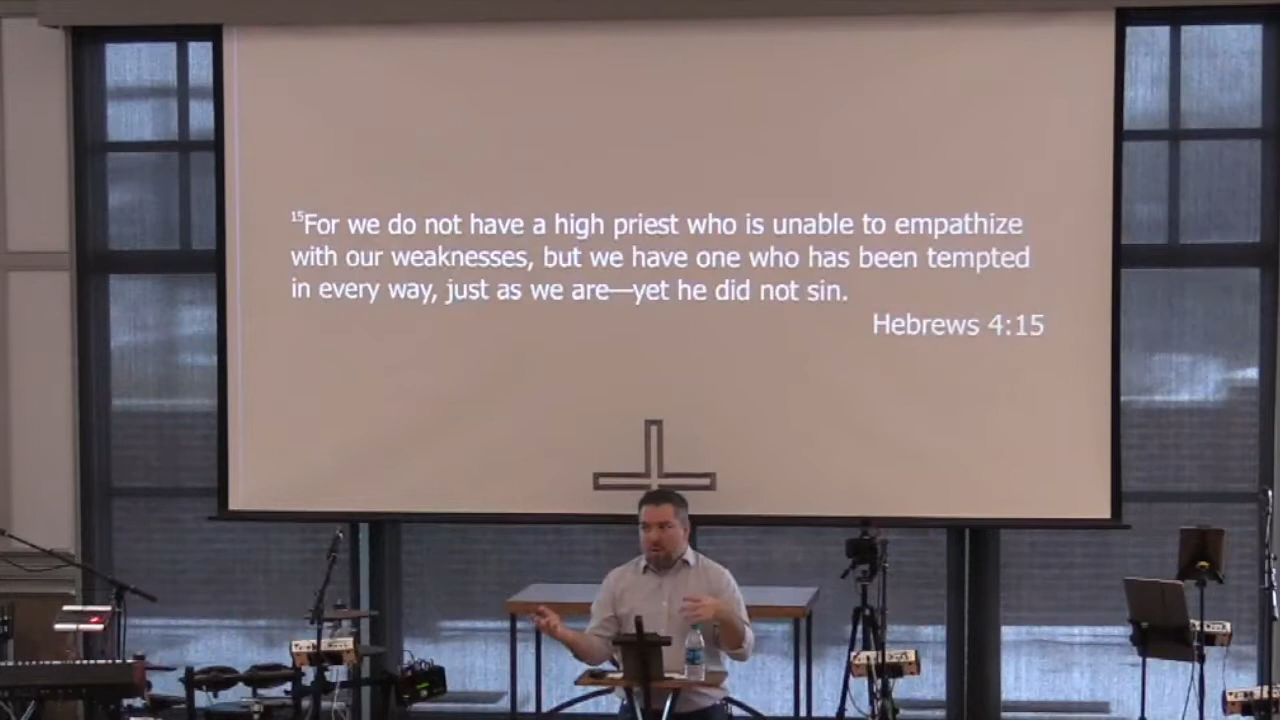 ¹⁵For we do not have a high priest who is unable to empathize
with our weaknesses, but we have one who has been tempted
in every way, just as we are—yet he did not sin.
Hebrews 4:15